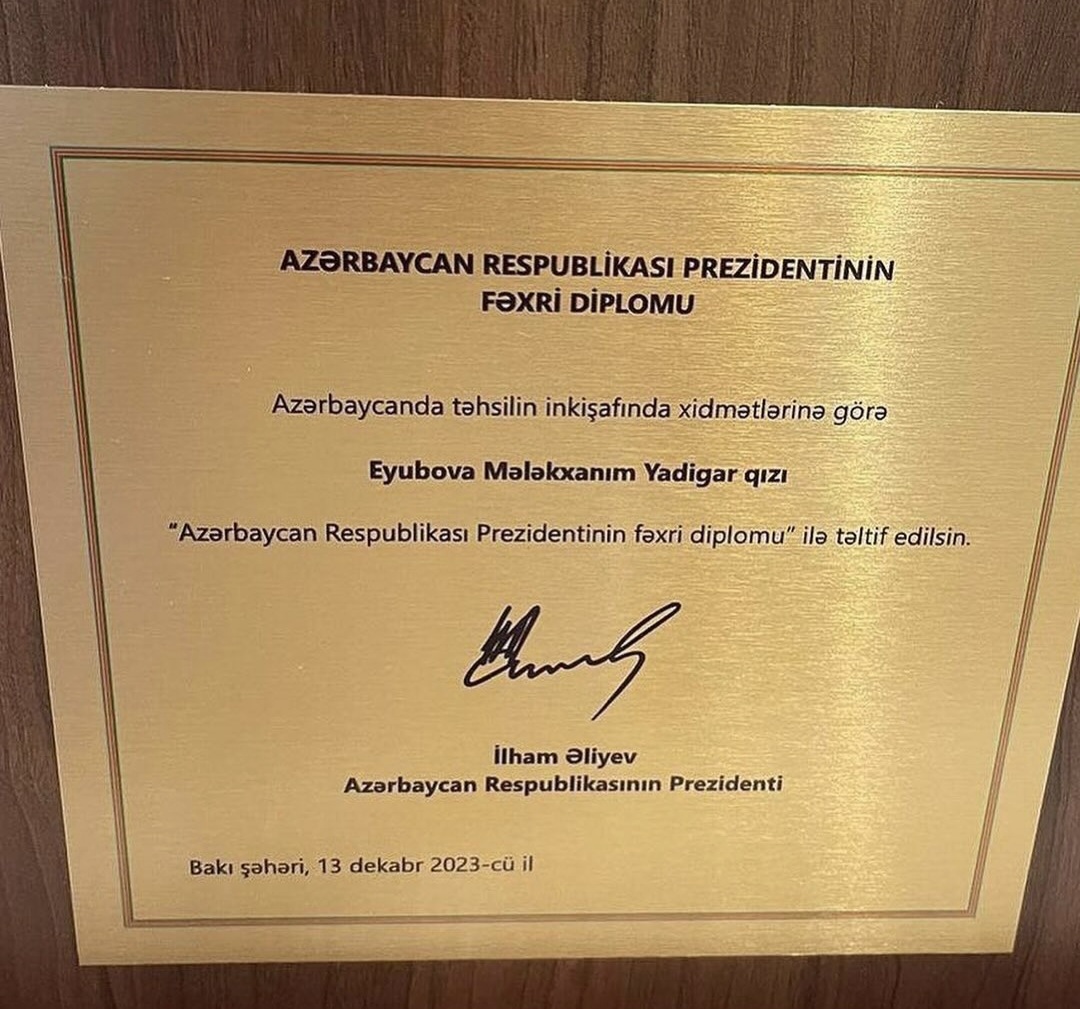 AZƏRBAYCAN RESPUBLİKASI PREZİDENTİNİN
FƏXRİ DİPLOMU
Azərbaycanda təhsilin inkişafında xidmətlərinə görə
Eyubova Mələkxanım Yadigar qızı
“Azərbaycan Respublikası Prezidentinin fəxri diplomu” ilə təltif edilsin.
İlham Əliyev
Azərbaycan Respublikasının Prezidenti
Bakı şəhəri, 13 dekabr 2023-cü il